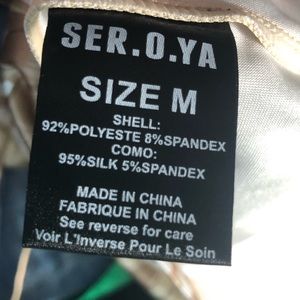 SER.O.YA
SIZE M
SHELL:
92%POLYESTE 8%SPANDEX
COMO:
95%SILK 5%SPANDEX
MADE IN CHINA
FABRIQUE IN CHINA
See reverse for care
Voir L'Inverse Pour Le Soin